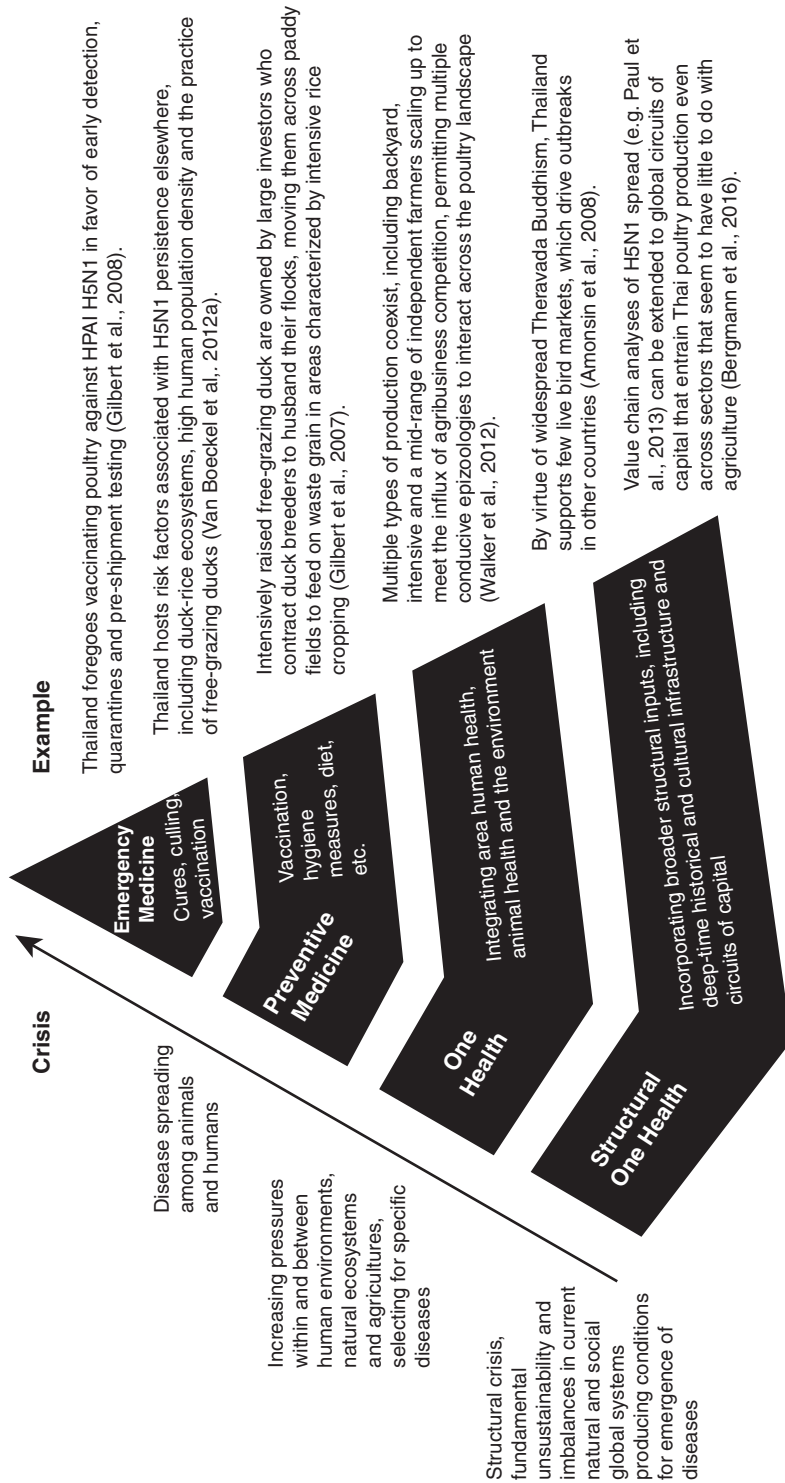 Crisis
Disease spreading
among animals
and humans
Increasing pressures
within and between
human environments,
natural ecosystems
and agricultures,
selecting for specific
diseases
Structural crisis,
fundamental
unsustainability and
imbalances in current
natural and social
global systems
producing conditions
for emergence of
diseases
Emergency
Medicine
Cures, culling,
vaccination
Preventive
Medicine
Vaccination,
hygiene
measures, diet,
etc.
One
Health
Integrating area human health,
animal health and the environment
Structural
One Health
Incorporating broader structural inputs, including
deep-time historical and cultural infrastructure and
circuits of capital
Example
Thailand foregoes vaccinating poultry against HPAI H5N1 in favor of early detection,
quarantines and pre-shipment testing (Gilbert et al., 2008).
Thailand hosts risk factors associated with H5N1 persistence elsewhere,
including duck-rice ecosystems, high human population density and the practice
of free-grazing ducks (Van Boeckel et al,. 2012a).
Intensively raised free-grazing duck are owned by large investors who
contract duck breeders to husband their flocks, moving them across paddy
fields to feed on waste grain in areas characterized by intensive rice
cropping (Gilbert et al., 2007).
Multiple types of production coexist, including backyard,
intensive and a mid-range of independent farmers scaling up to
meet the influx of agribusiness competition, permitting multiple
conducive epizoologies to interact across the poultry landscape
(Walker et al., 2012).
By virtue of widespread Theravada Buddhism, Thailand
supports few live bird markets, which drive outbreaks
in other countries (Amonsin et al., 2008).
Value chain analyses of H5N1 spread (e.g. Paul et
al., 2013) can be extended to global circuits of
capital that entrain Thai poultry production even
across sectors that seem to have little to do with
agriculture (Bergmann et al., 2016).